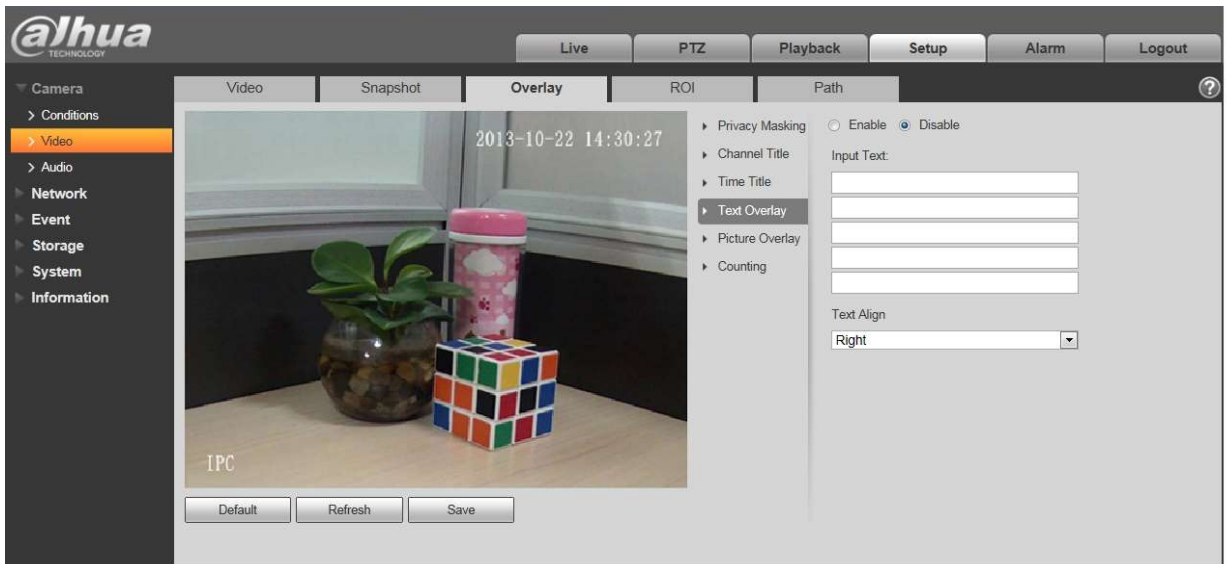 alhua
TECHNOLOGY
Live
PTZ
Playback
Setup
Alarm
Logout
Camera
> Conditions
> Video
> Audio
Network
Event
Storage
System
Information
Video
Snapshot
Overlay
ROI
Path
?
2013-10-22 14:30:27
IPC
Default
Refresh
Save
Privacy Masking
Channel Title
Time Title
Text Overlay
Picture Overlay
Counting
Enable
Disable
Input Text:
Text Align
Right